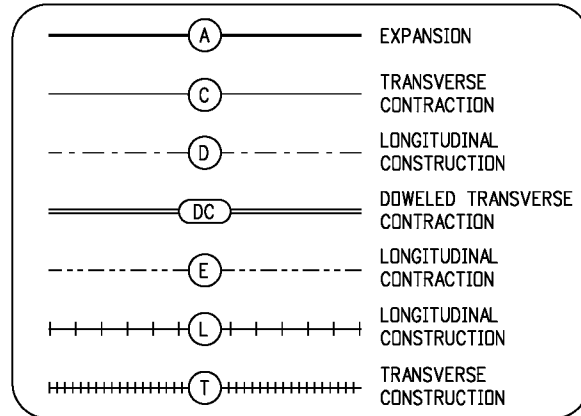 A EXPANSION
C TRANSVERSE
CONTRACTION
D LONGITUDINAL
CONSTRUCTION
DC DOWELED TRANSVERSE
CONTRACTION
E LONGITUDINAL
CONTRACTION
L LONGITUDINAL
CONSTRUCTION
T TRANSVERSE
CONSTRUCTION